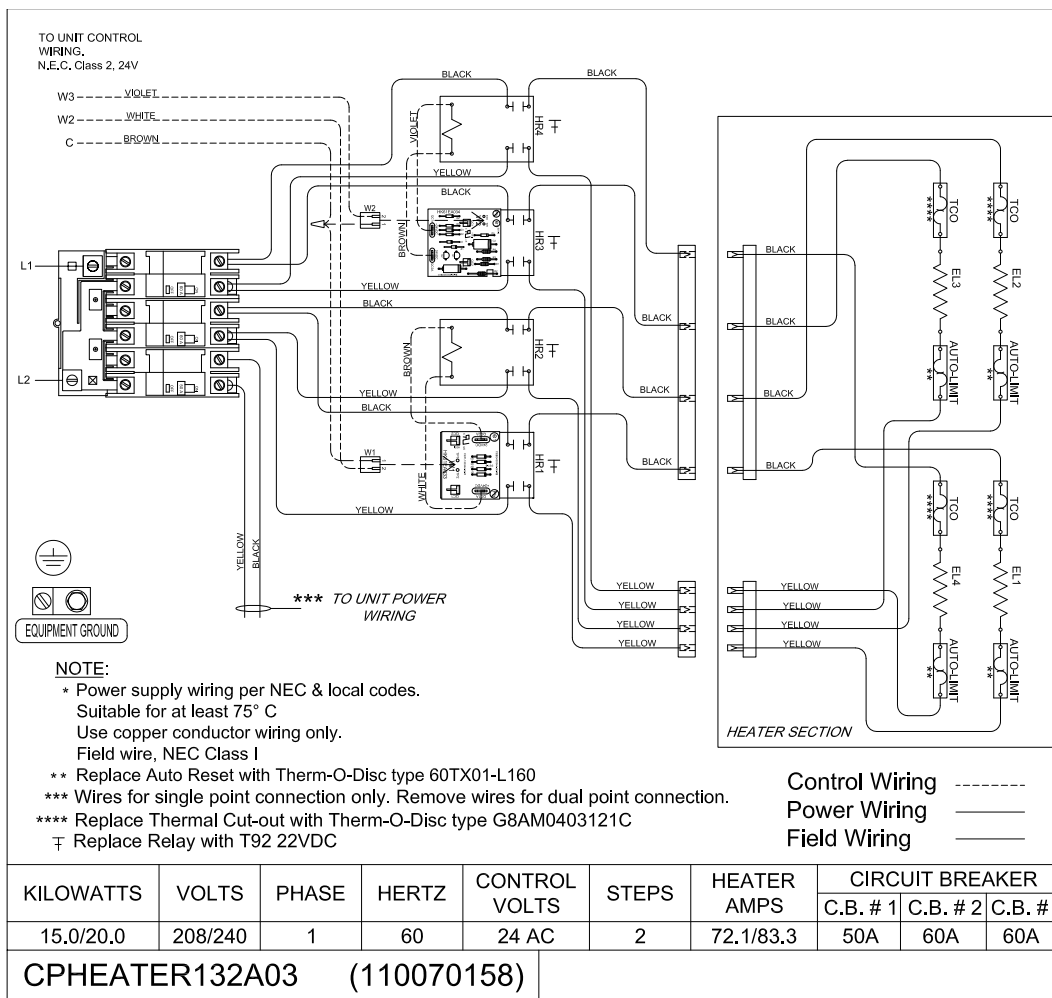 TO UNIT CONTROL
WIRING.
N.E.C. Class 2, 24V
W3 VIOLET
W2 WHITE
C BROWN
BLACK
BLACK
VIOLET
HR4
YELLOW
BLACK
W2
BROWN
HR3
YELLOW
BLACK
BROWN
HR2
YELLOW
BLACK
W1
WHITE
HR1
YELLOW
L1
L2
YELLOW
BLACK
*** TO UNIT POWER
WIRING
EQUIPMENT GROUND
BLACK
BLACK
BLACK
BLACK
YELLOW
YELLOW
YELLOW
YELLOW
BLACK
BLACK
BLACK
BLACK
YELLOW
YELLOW
YELLOW
YELLOW
TCO
****
TCO
****
EL3
EL2
AUTO-LIMIT
**
AUTO-LIMIT
**
TCO
****
TCO
****
EL4
EL1
AUTO-LIMIT
**
AUTO-LIMIT
**
HEATER SECTION
NOTE:
* Power supply wiring per NEC & local codes.
Suitable for at least 75° C
Use copper conductor wiring only.
Field wire, NEC Class I
** Replace Auto Reset with Therm-O-Disc type 60TX01-L160
*** Wires for single point connection only. Remove wires for dual point connection.
**** Replace Thermal Cut-out with Therm-O-Disc type G8AM0403121C
Replace Relay with T92 22VDC
Control Wiring
Power Wiring
Field Wiring
KILOWATTS VOLTS PHASE HERTZ CONTROL VOLTS STEPS HEATER AMPS CIRCUIT BREAKER
C.B. # 1 C.B. # 2 C.B. #
15.0/20.0 208/240 1 60 24 AC 2 72.1/83.3 50A 60A 60A
CPHEATER132A03 (110070158)